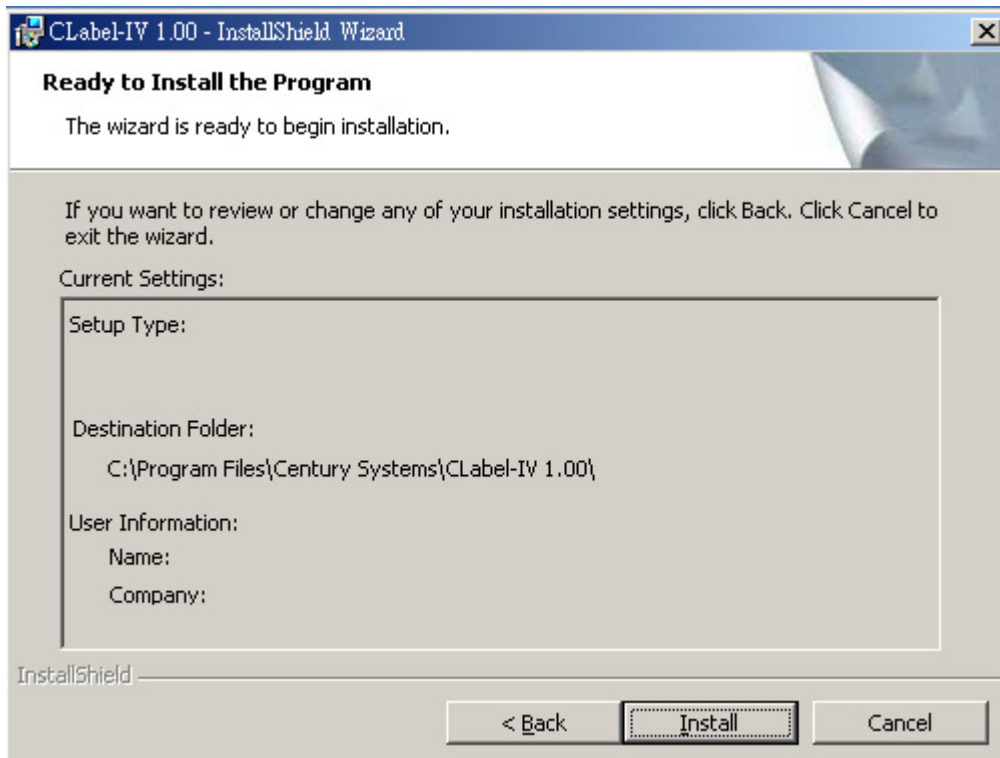 CLabel-IV 1.00 - InstallShield Wizard
Ready to Install the Program
The wizard is ready to begin installation.
If you want to review or change any of your installation settings, click Back. Click Cancel to
exit the wizard.
Current Settings:
Setup Type:
Destination Folder:
C:\Program Files\Century Systems\CLabel-IV 1.00\
User Information:
Name:
Company:
InstallShield
< Back
Install
Cancel